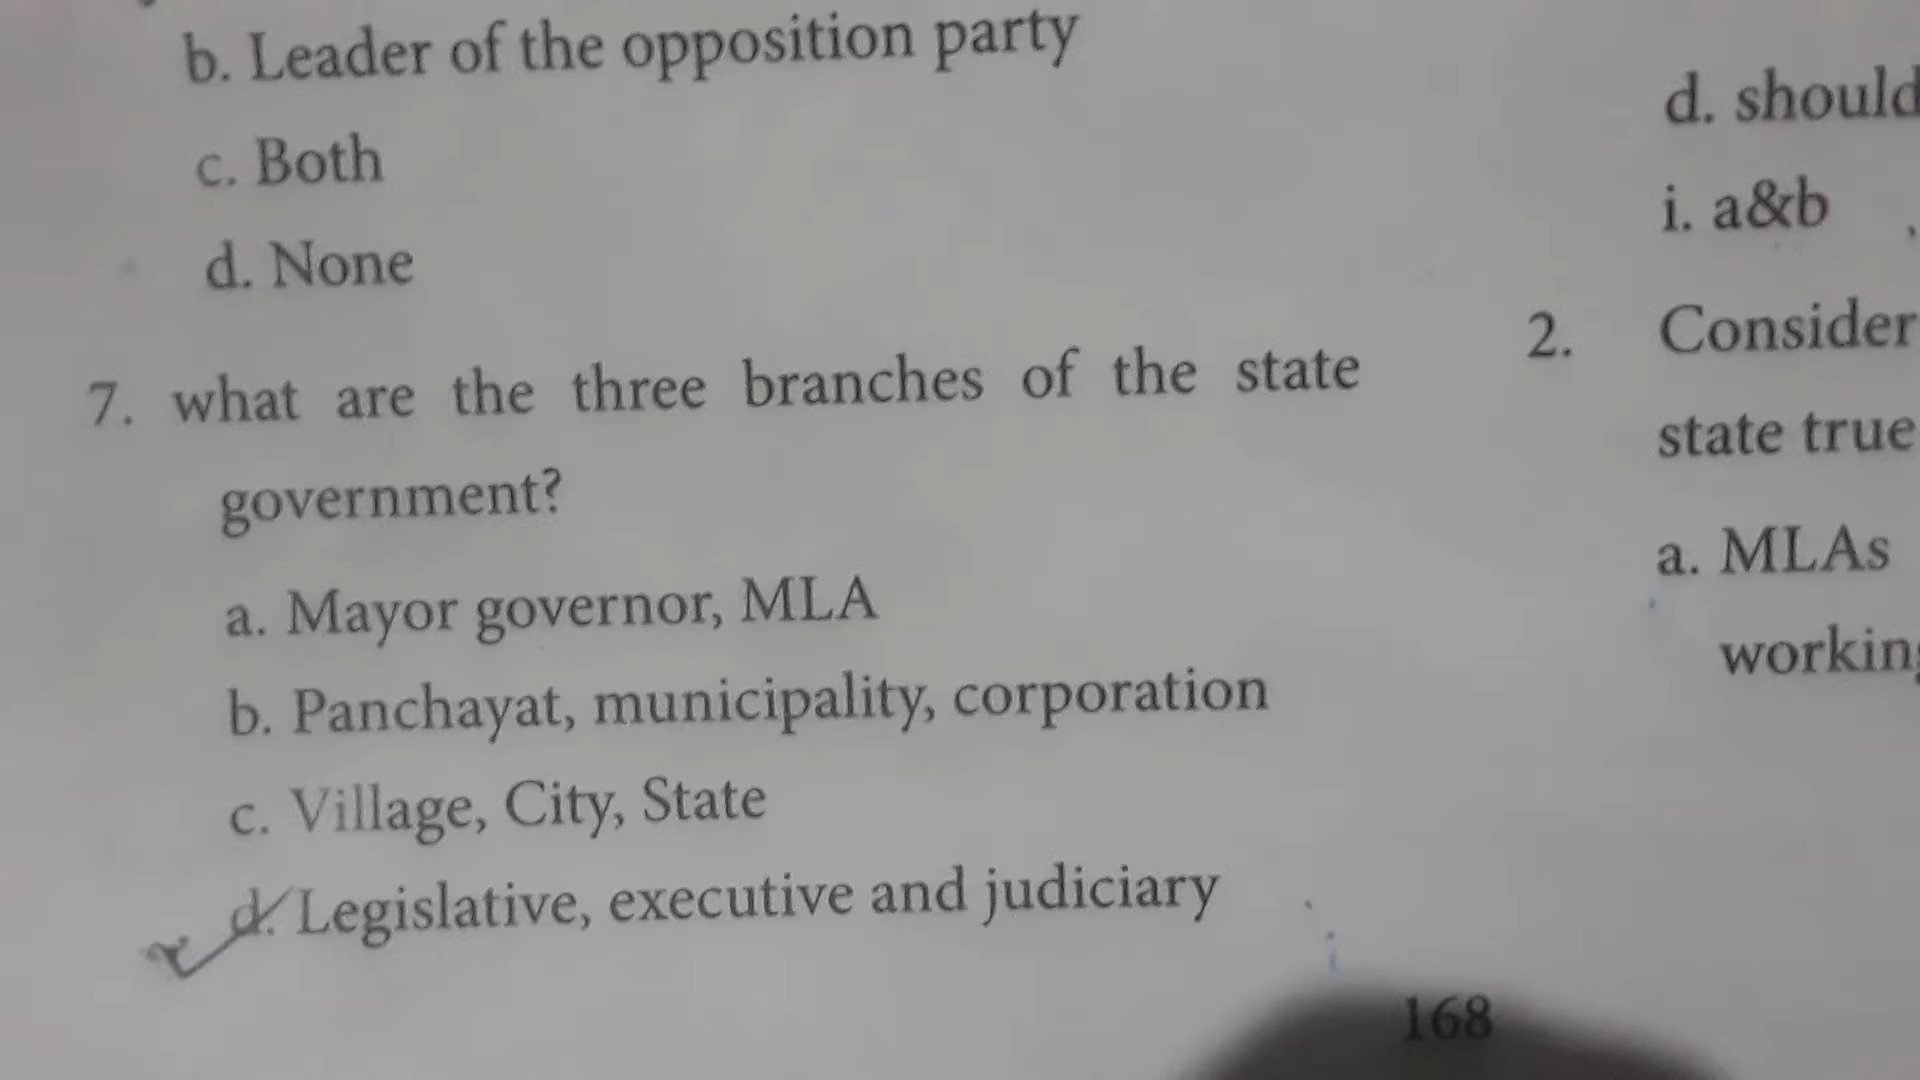 b. Leader of the opposition party
c. Both
d. None
7. what are the three branches of the state
government?
a. Mayor governor, MLA
b. Panchayat, municipality, corporation
c. Village, City, State
d. Legislative, executive and judiciary
d. should
i. a&b
2. Consider
state true
a. MLAs
working
168